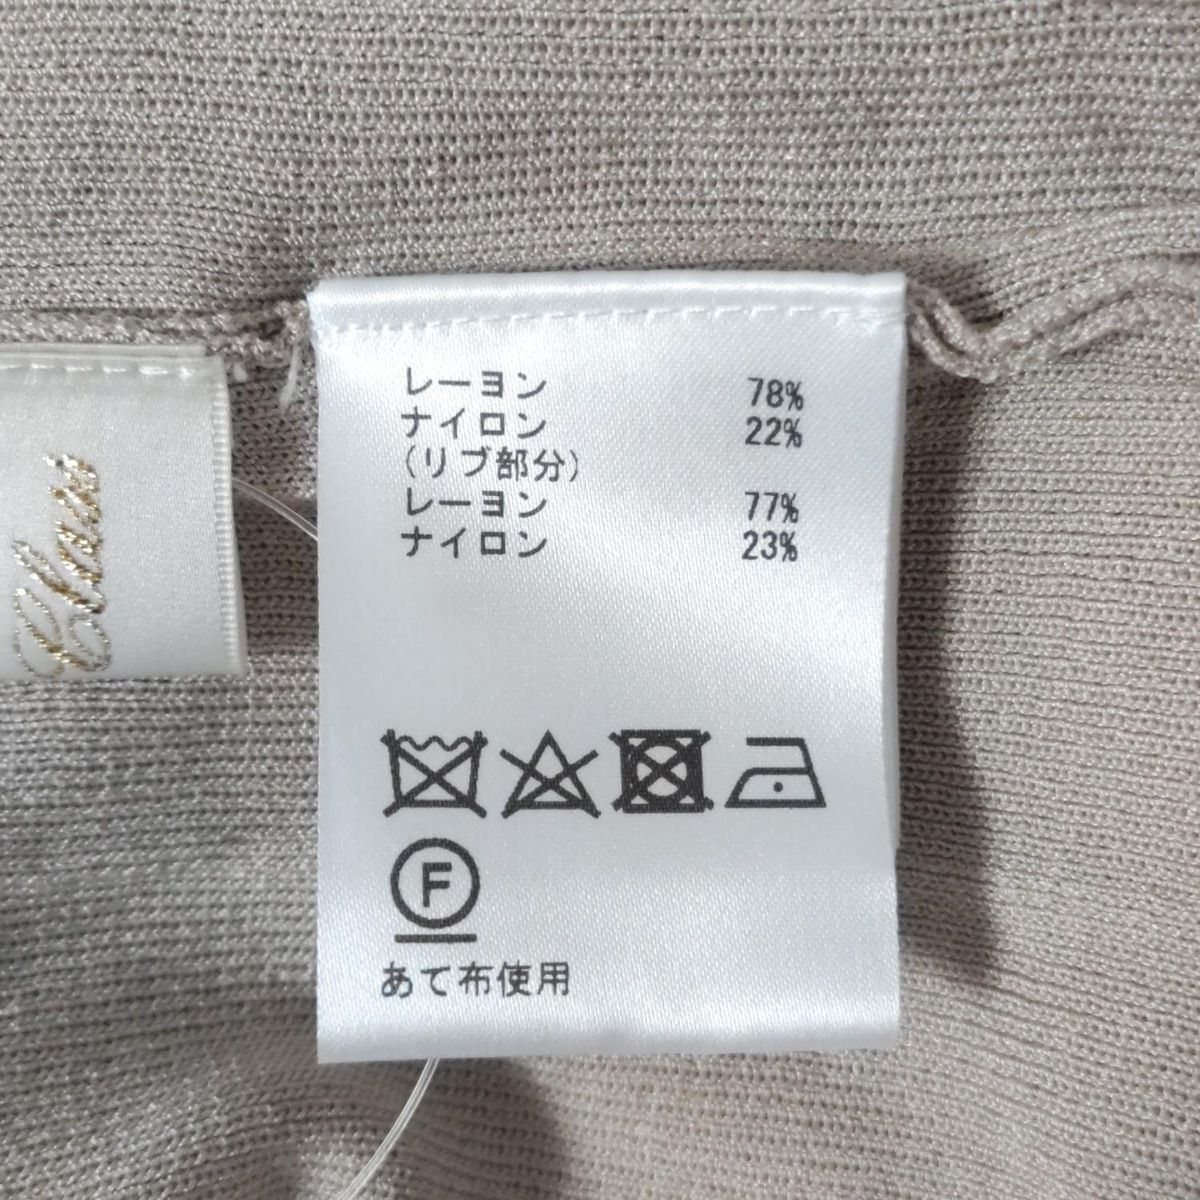 レーヨン 78%
ナイロン 22%
(リブ部分)
レーヨン 77%
ナイロン 23%
F
あて布使用
Class